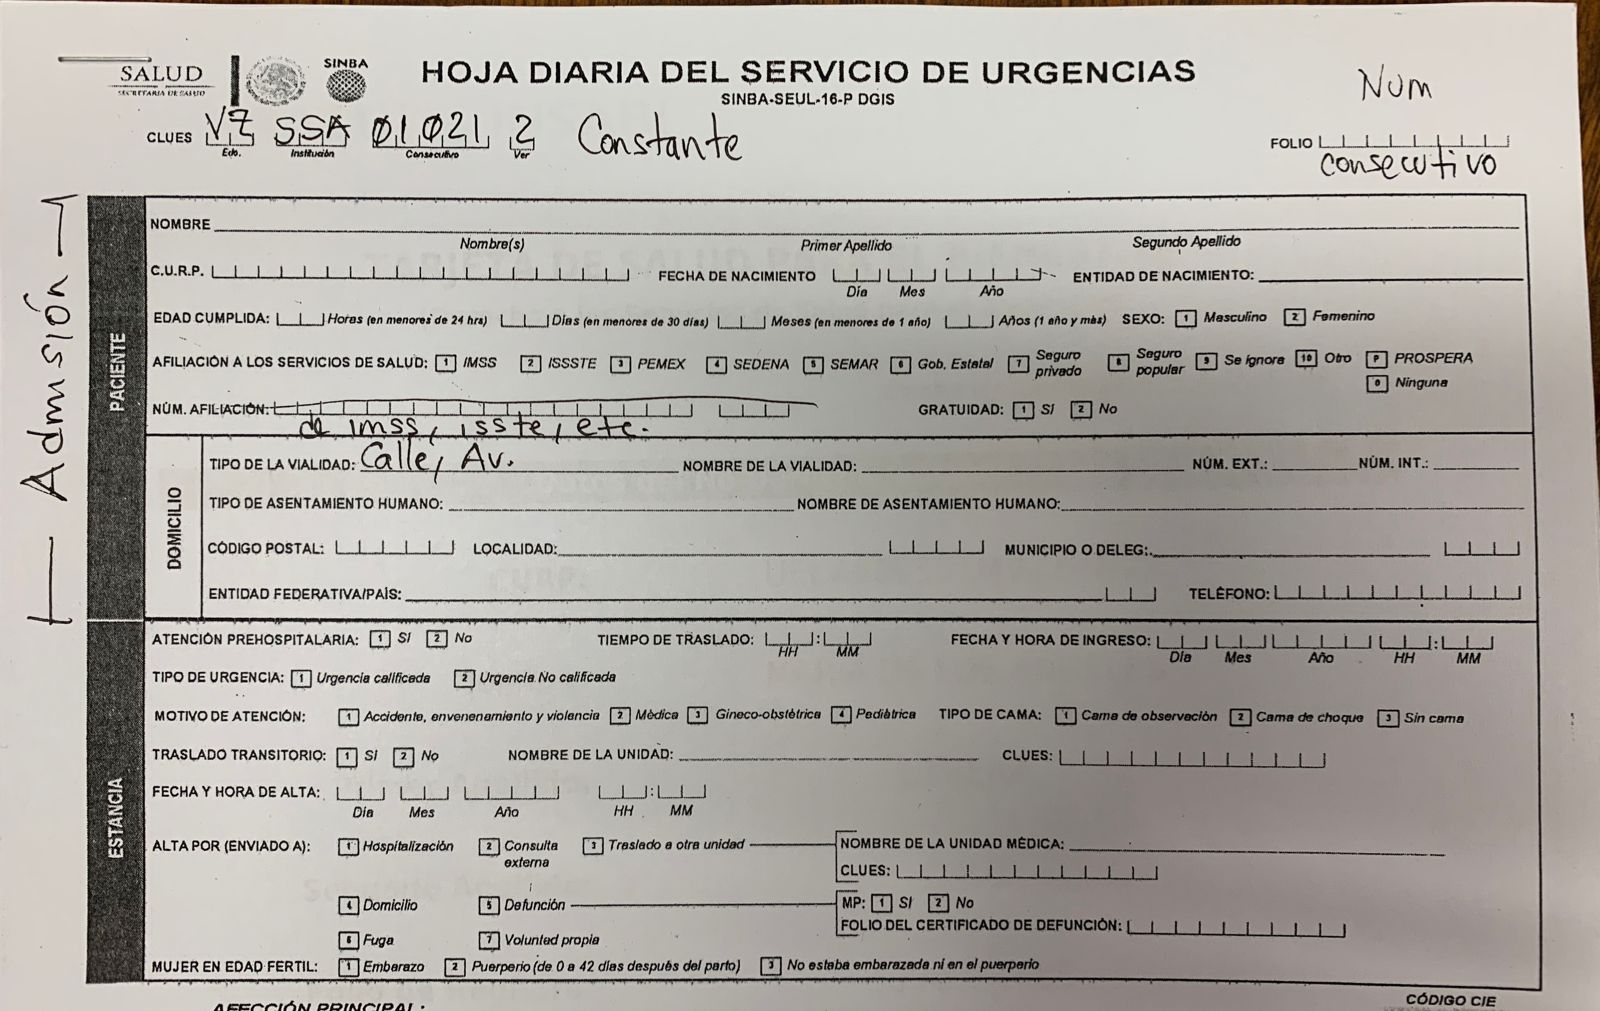 SALUD
SECRETARÍA DE SALUD
SINBA
HOJA DIARIA DEL SERVICIO DE URGENCIAS
SINBA-SEUL-16-P DGIS
Num
CLUES VZ SSA 01021 2 Constante
Edo. Institución Consecutivo Ver
FOLIO
consecutivo
Admisión
PACIENTE
NOMBRE
Nombre(s) Primer Apellido Segundo Apellido
C.U.R.P. FECHA DE NACIMIENTO ENTIDAD DE NACIMIENTO:
Día Mes Año
EDAD CUMPLIDA: Horas (en menores de 24 hrs) Días (en menores de 30 días) Meses (en menores de 1 año) Años (1 año y más) SEXO: 1 Masculino 2 Femenino
AFILIACIÓN A LOS SERVICIOS DE SALUD: 1 IMSS 2 ISSSTE 3 PEMEX 4 SEDENA 5 SEMAR 6 Gob. Estatal 7 Seguro privado 8 Seguro popular 9 Se ignora 10 Otro P PROSPERA
0 Ninguna
NÚM. AFILIACIÓN: GRATUIDAD: 1 Sí 2 No
de imss, isste, etc.
DOMICILIO
TIPO DE LA VIALIDAD: Calle, Av. NOMBRE DE LA VIALIDAD: NÚM. EXT.: NÚM. INT.:
TIPO DE ASENTAMIENTO HUMANO: NOMBRE DE ASENTAMIENTO HUMANO:
CÓDIGO POSTAL: LOCALIDAD: MUNICIPIO O DELEG:.
ENTIDAD FEDERATIVA/PAÍS: TELÉFONO:
ESTANCIA
ATENCIÓN PREHOSPITALARIA: 1 Sí 2 No TIEMPO DE TRASLADO: : FECHA Y HORA DE INGRESO: :
HH MM Día Mes Año HH MM
TIPO DE URGENCIA: 1 Urgencia calificada 2 Urgencia No calificada
MOTIVO DE ATENCIÓN: 1 Accidente, envenenamiento y violencia 2 Médica 3 Gineco-obstétrica 4 Pediátrica TIPO DE CAMA: 1 Cama de observación 2 Cama de choque 3 Sin cama
TRASLADO TRANSITORIO: 1 Sí 2 No NOMBRE DE LA UNIDAD: CLUES:
FECHA Y HORA DE ALTA: :
Día Mes Año HH MM
ALTA POR (ENVIADO A): 1 Hospitalización 2 Consulta externa 3 Traslado a otra unidad NOMBRE DE LA UNIDAD MÉDICA:
CLUES:
4 Domicilio 5 Defunción MP: 1 Sí 2 No
FOLIO DEL CERTIFICADO DE DEFUNCIÓN:
6 Fuga 7 Voluntad propia
MUJER EN EDAD FERTIL: 1 Embarazo 2 Puerperio (de 0 a 42 días después del parto) 3 No estaba embarazada ni en el puerperio
AFECCIÓN PRINCIPAL: CÓDIGO CIE